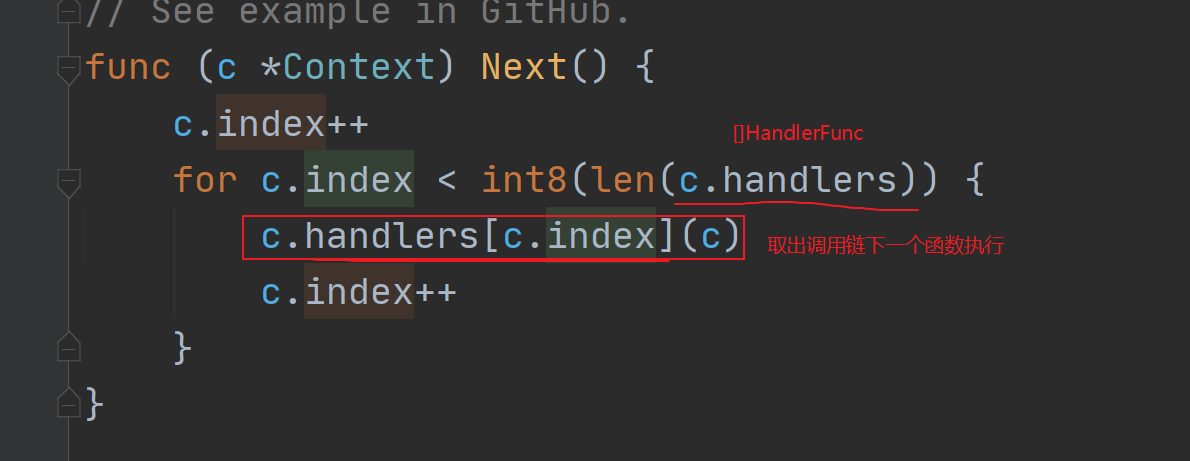 // See example in GitHub.
func (c *Context) Next() {
c.index++
[]HandlerFunc
for c.index < int8(len(c.handlers)) {
c.handlers[c.index](c)
取出调用链下一个函数执行
c.index++
}
}